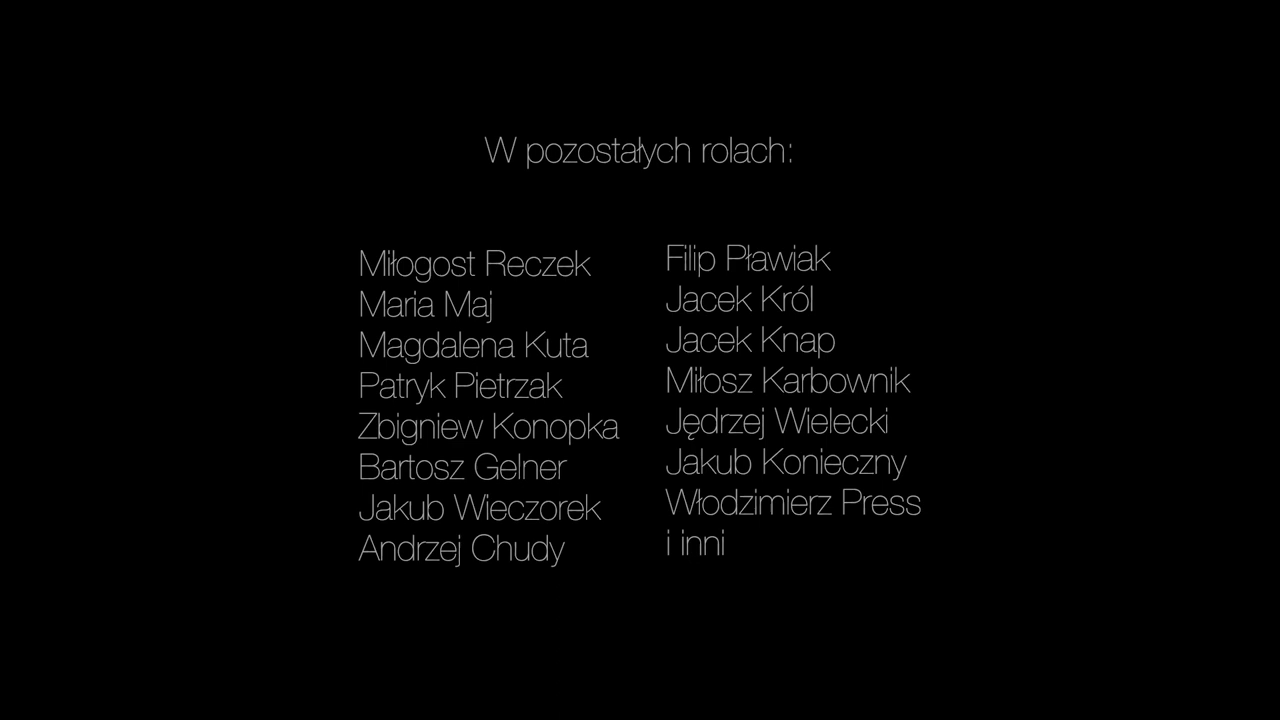 W pozostałych rolach:
Miłogost Reczek
Maria Maj
Magdalena Kuta
Patryk Pietrzak
Zbigniew Konopka
Bartosz Gelner
Jakub Wieczorek
Andrzej Chudy
Filip Pławiak
Jacek Król
Jacek Knap
Miłosz Karbownik
Jędrzej Wielecki
Jakub Konieczny
Włodzimierz Press
i inni